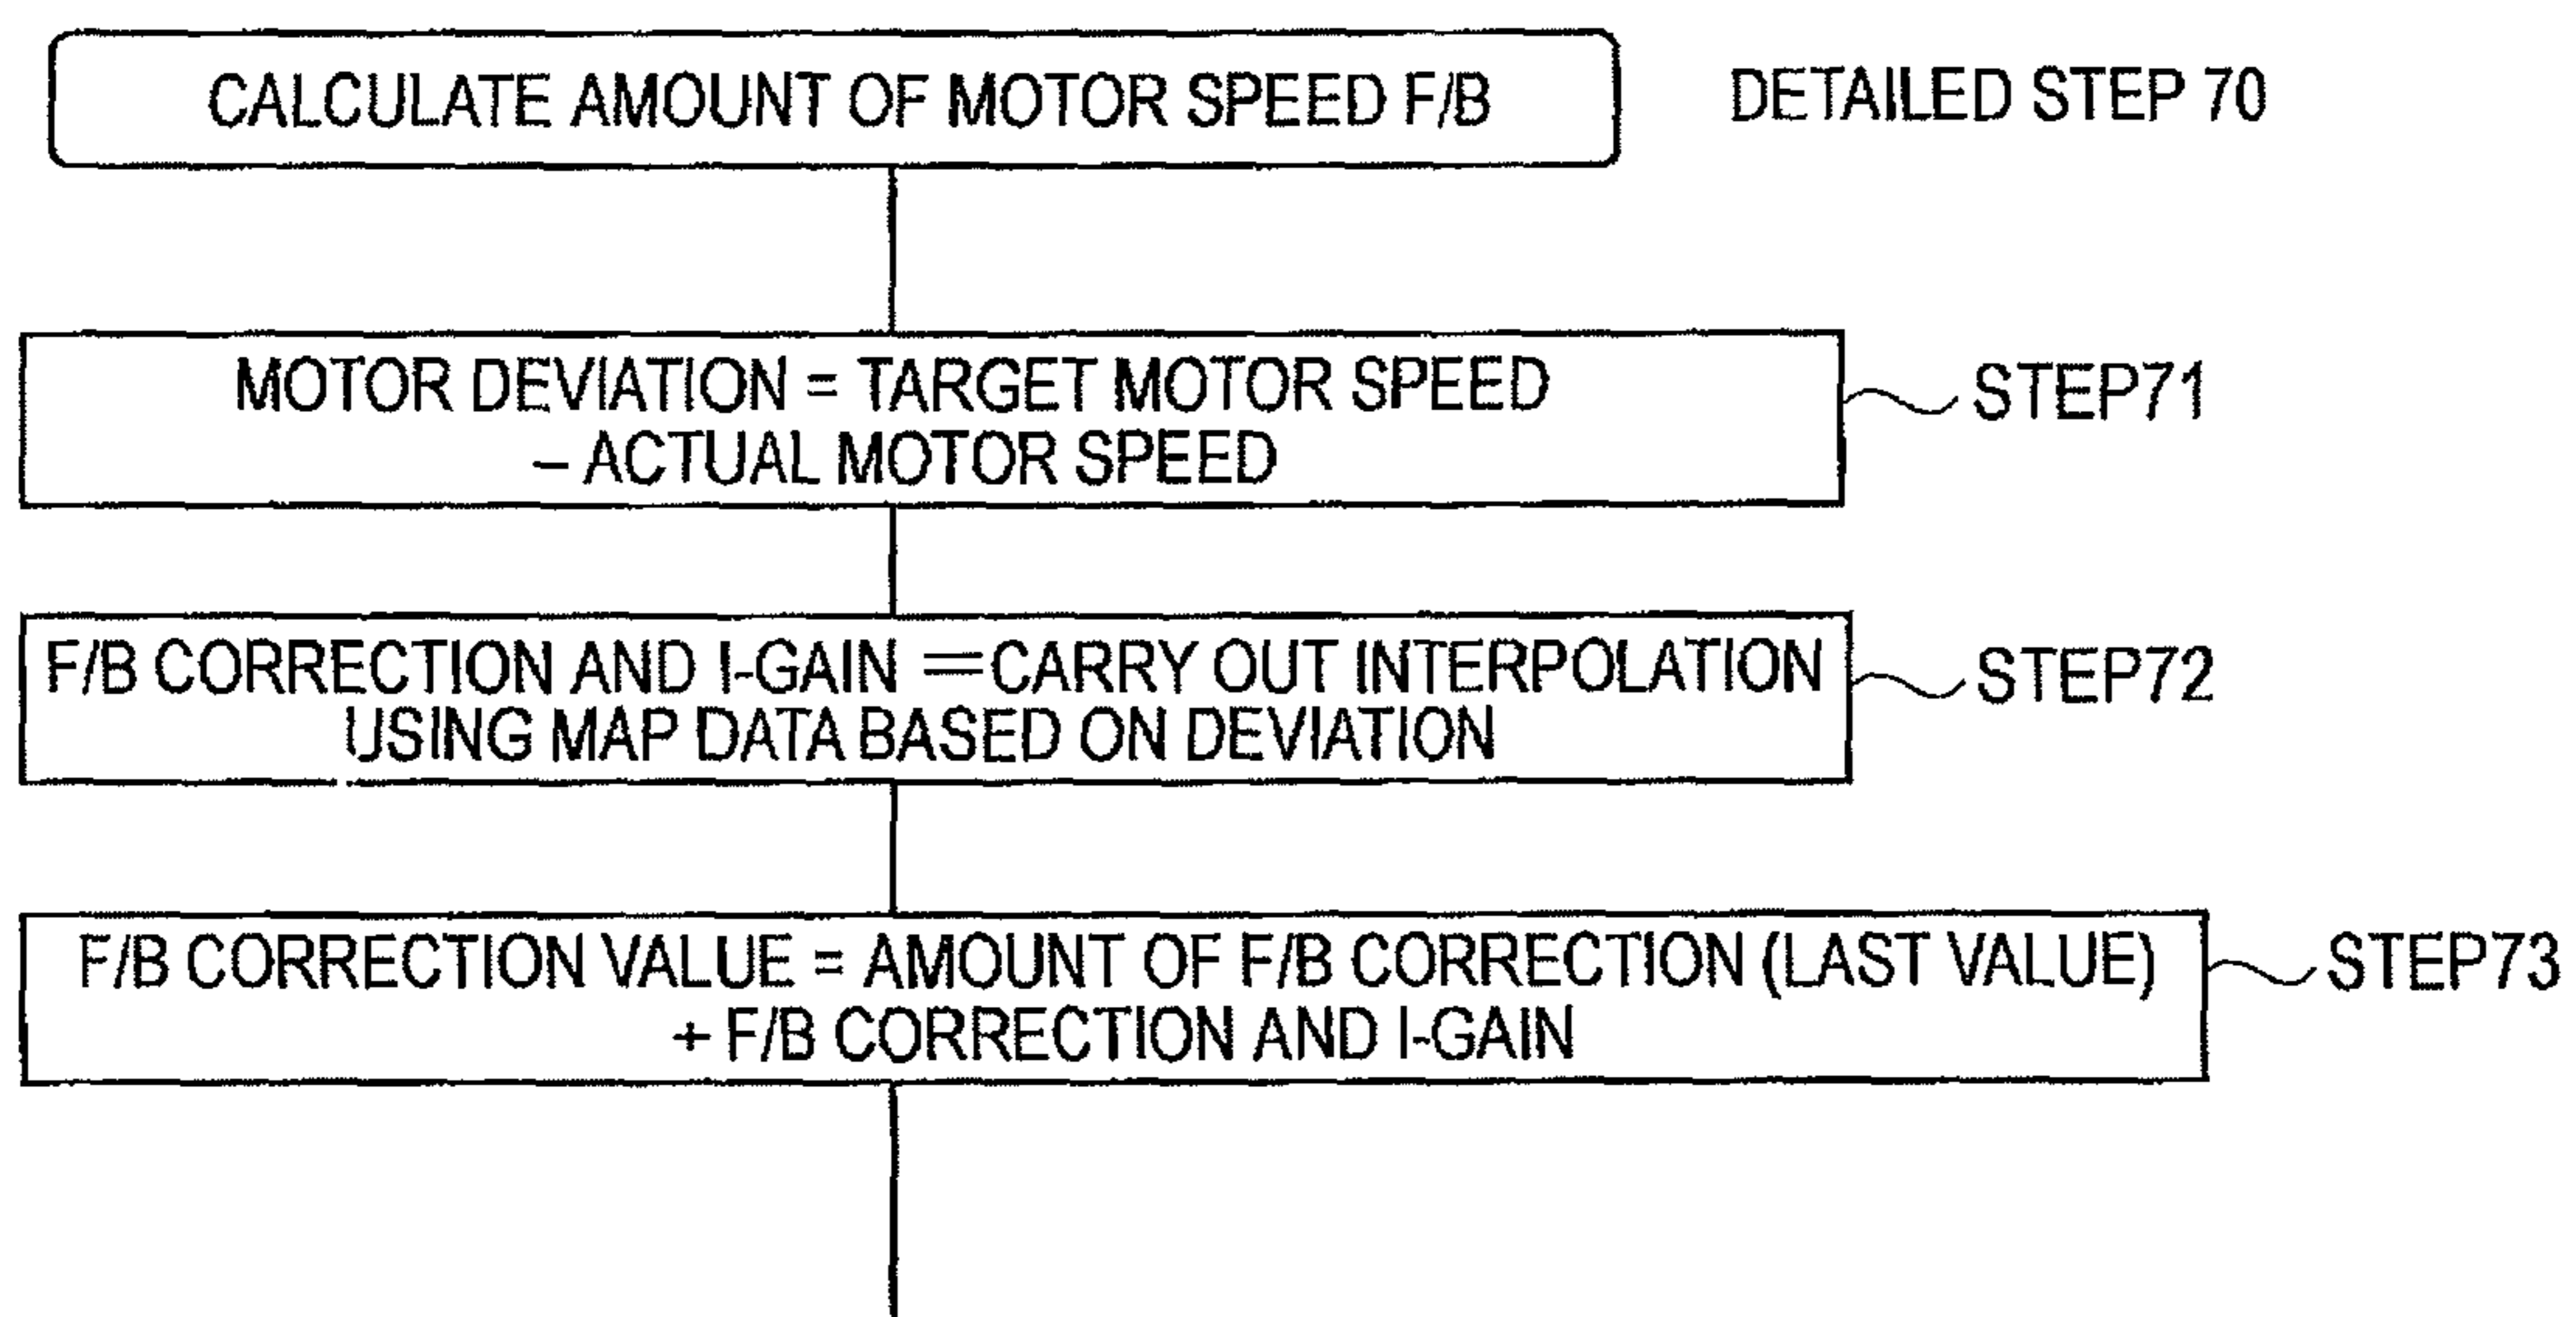 CALCULATE AMOUNT OF MOTOR SPEED F/B
DETAILED STEP 70
MOTOR DEVIATION = TARGET MOTOR SPEED
– ACTUAL MOTOR SPEED
STEP71
F/B CORRECTION AND I-GAIN = CARRY OUT INTERPOLATION
USING MAP DATA BASED ON DEVIATION
STEP72
F/B CORRECTION VALUE = AMOUNT OF F/B CORRECTION (LAST VALUE)
+ F/B CORRECTION AND I-GAIN
STEP73